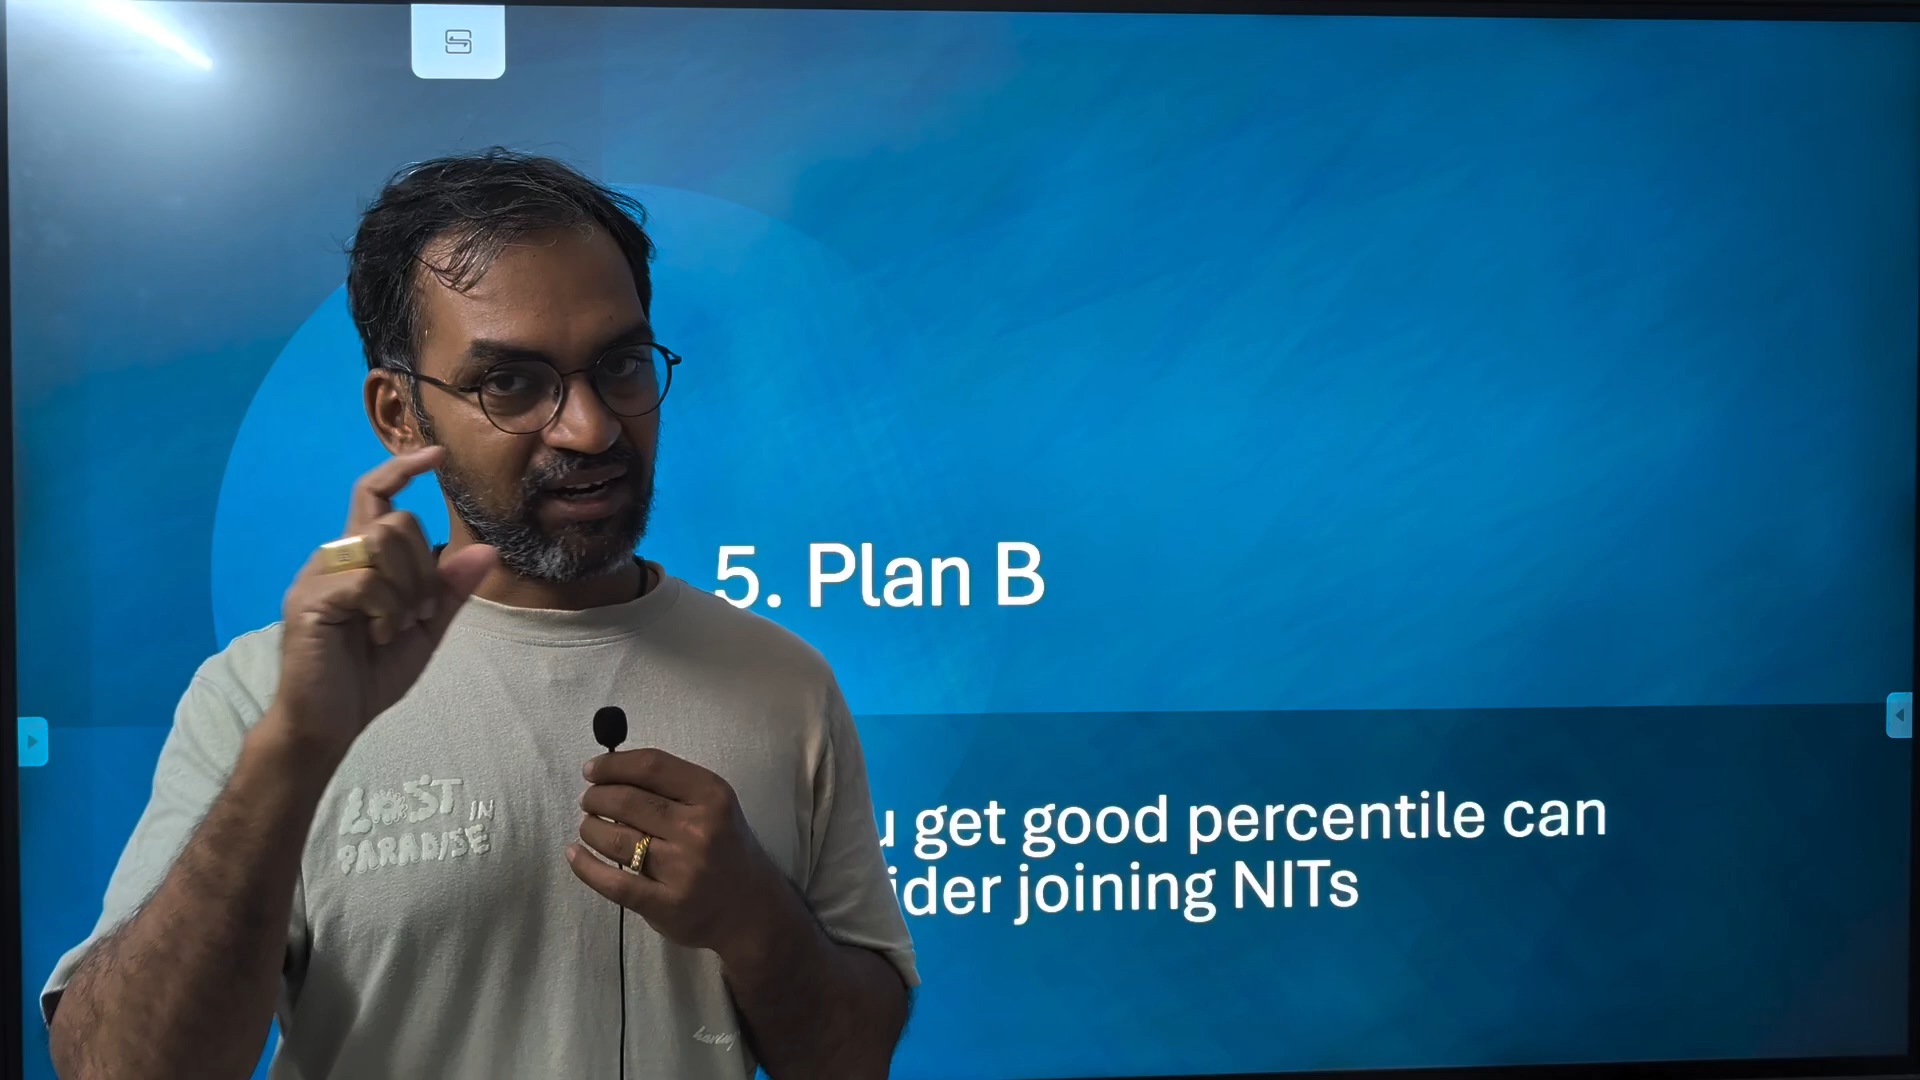 5. Plan B
u get good percentile can
ider joining NITs
LOST IN
PARADISE